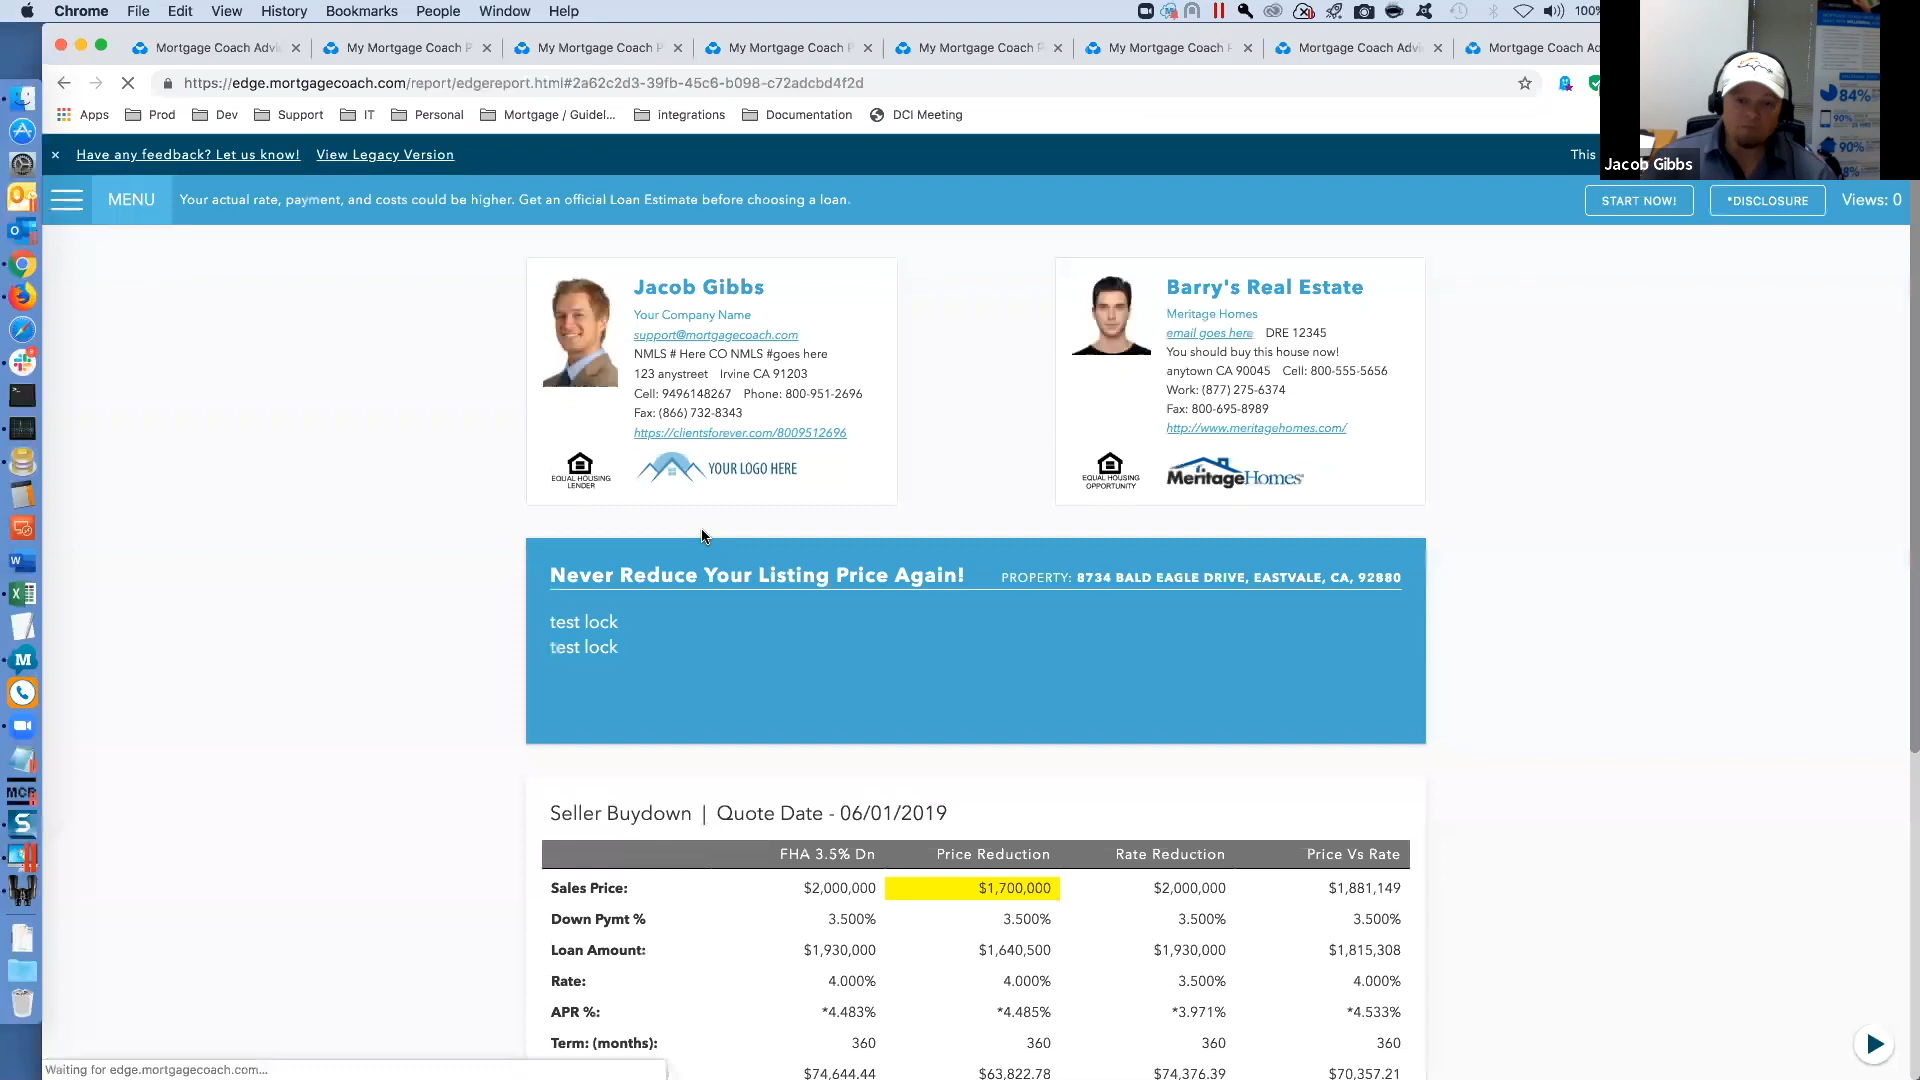 Chrome File Edit View History Bookmarks People Window Help 100%
Mortgage Coach Advi
My Mortgage Coach P
My Mortgage Coach P
My Mortgage Coach P
My Mortgage Coach P
My Mortgage Coach P
Mortgage Coach Advi
Mortgage Coach Ad
https://edge.mortgagecoach.com/report/edgereport.html#2a62c2d3-39fb-45c6-b098-c72adcbd4f2d
Apps Prod Dev Support IT Personal Mortgage / Guidel... integrations Documentation DCI Meeting
84%
90%
90%
Jacob Gibbs
× Have any feedback? Let us know! View Legacy Version This
MENU Your actual rate, payment, and costs could be higher. Get an official Loan Estimate before choosing a loan. START NOW! *DISCLOSURE Views: 0
Jacob Gibbs
Your Company Name
support@mortgagecoach.com
NMLS # Here CO NMLS #goes here
123 anystreet Irvine CA 91203
Cell: 9496148267 Phone: 800-951-2696
Fax: (866) 732-8343
https://clientsforever.com/8009512696
EQUAL HOUSING
LENDER
YOUR LOGO HERE
Barry's Real Estate
Meritage Homes
email goes here DRE 12345
You should buy this house now!
anytown CA 90045 Cell: 800-555-5656
Work: (877) 275-6374
Fax: 800-695-8989
http://www.meritagehomes.com/
EQUAL HOUSING
OPPORTUNITY
MeritageHomes
Never Reduce Your Listing Price Again! PROPERTY: 8734 BALD EAGLE DRIVE, EASTVALE, CA, 92880
test lock
test lock
Seller Buydown | Quote Date - 06/01/2019
FHA 3.5% Dn Price Reduction Rate Reduction Price Vs Rate
Sales Price: $2,000,000 $1,700,000 $2,000,000 $1,881,149
Down Pymt % 3.500% 3.500% 3.500% 3.500%
Loan Amount: $1,930,000 $1,640,500 $1,930,000 $1,815,308
Rate: 4.000% 4.000% 3.500% 4.000%
APR %: *4.483% *4.485% *3.971% *4.533%
Term: (months): 360 360 360 360
$74,644.44 $63,822.78 $74,376.39 $70,357.21
Waiting for edge.mortgagecoach.com...